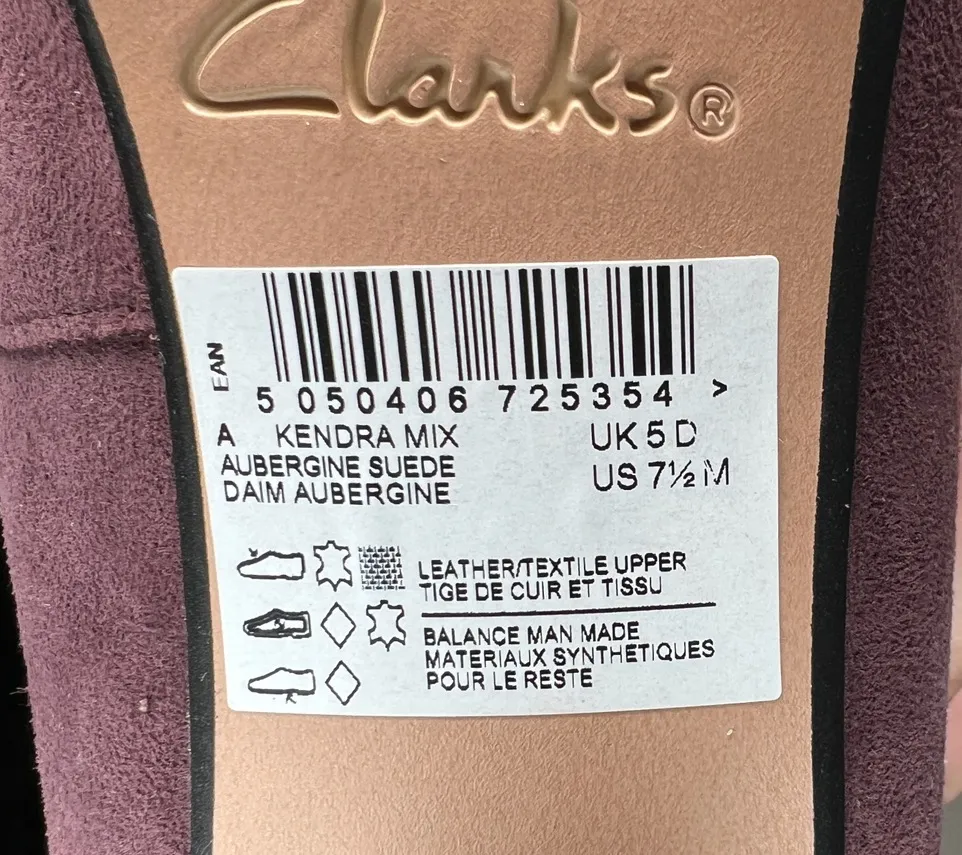 Clarks®
EAN
5 050406 725354 >
A KENDRA MIX UK 5 D
AUBERGINE SUEDE US 7½ M
DAIM AUBERGINE
LEATHER/TEXTILE UPPER
TIGE DE CUIR ET TISSU
BALANCE MAN MADE
MATERIAUX SYNTHETIQUES
POUR LE RESTE